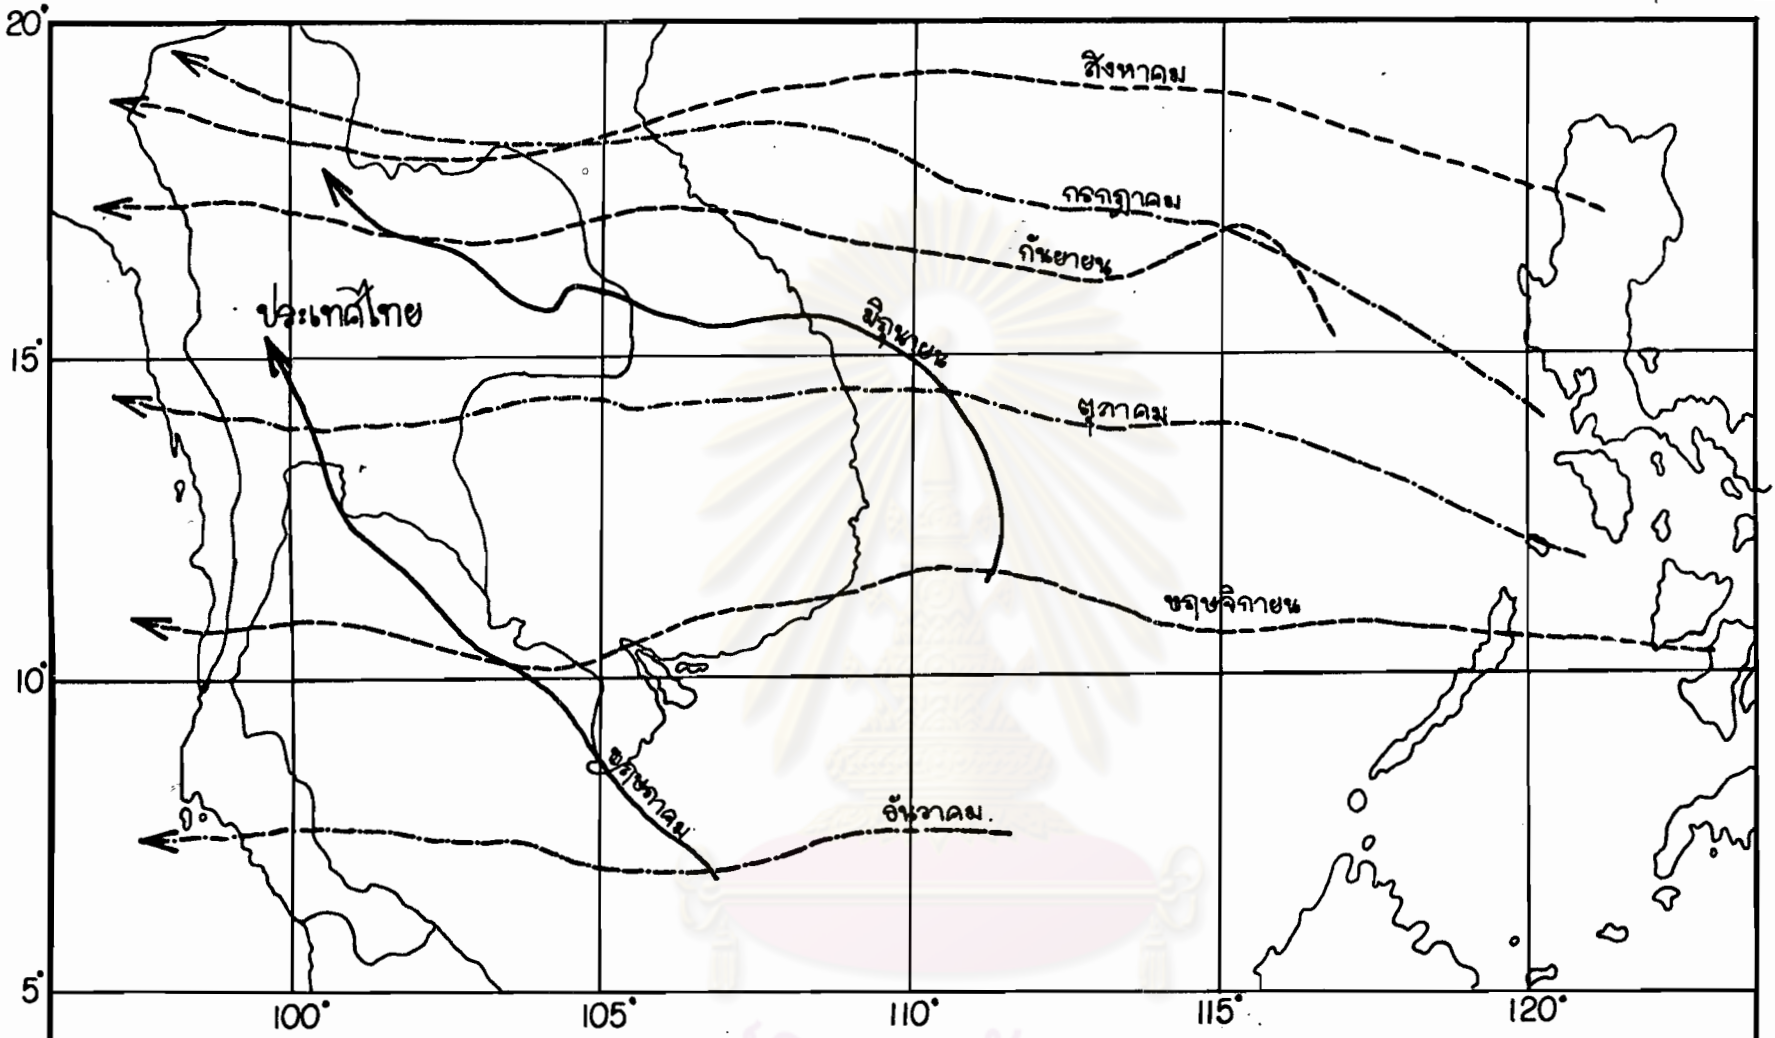 20°
สิงหาคม
กรกฎาคม
กันยายน
ประเทศไทย
มิถุนายน
15°
ตุลาคม
พฤษจิกายน
10°
พฤษภาคม
ธันวาคม.
5°
100° 105° 110° 115° 120°